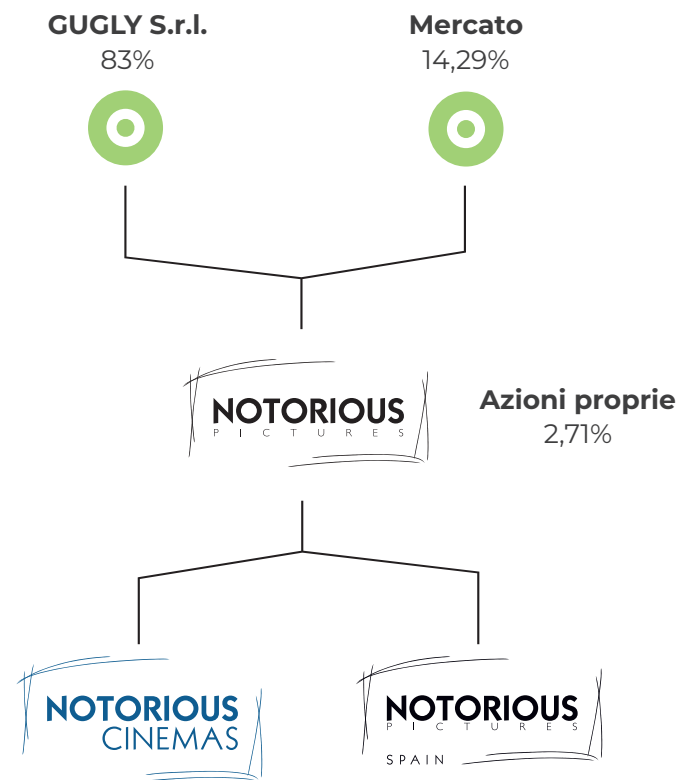 GUGLY S.r.l.
83%
Mercato
14,29%
NOTORIOUS
PICTURES
Azioni proprie
2,71%
NOTORIOUS
CINEMAS
NOTORIOUS
PICTURES
SPAIN